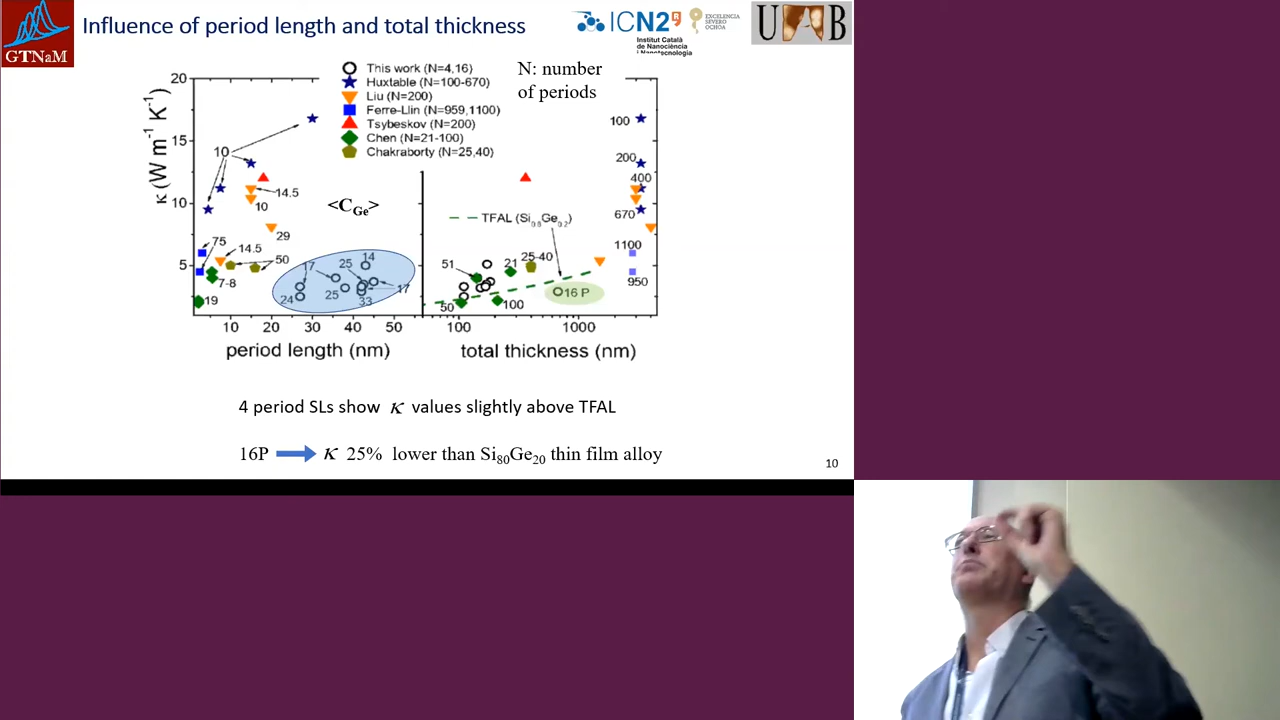 Influence of period length and total thickness
GTNaM
ICN2
Institut Català
de Nanociència
i Nanotecnologia
EXCELENCIA
SEVERO
OCHOA
UAB
This work (N=4,16)
Huxtable (N=100-670)
Liu (N=200)
Ferre-Llin (N=959,1100)
Tsybeskov (N=200)
Chen (N=21-100)
Chakraborty (N=25,40)
N: number
of periods
κ (W m-1 K-1)
20
15
10
5
10
14.5
10
29
75
14.5
50
7-8
19
<CGe>
17
25
14
17
24
25
33
10
20
30
40
50
period length (nm)
TFAL (Si0.8Ge0.2)
100
200
400
670
1100
950
51
21
25-40
16 P
50
100
100
1000
total thickness (nm)
4 period SLs show κ values slightly above TFAL
16P κ 25% lower than Si80Ge20 thin film alloy
10